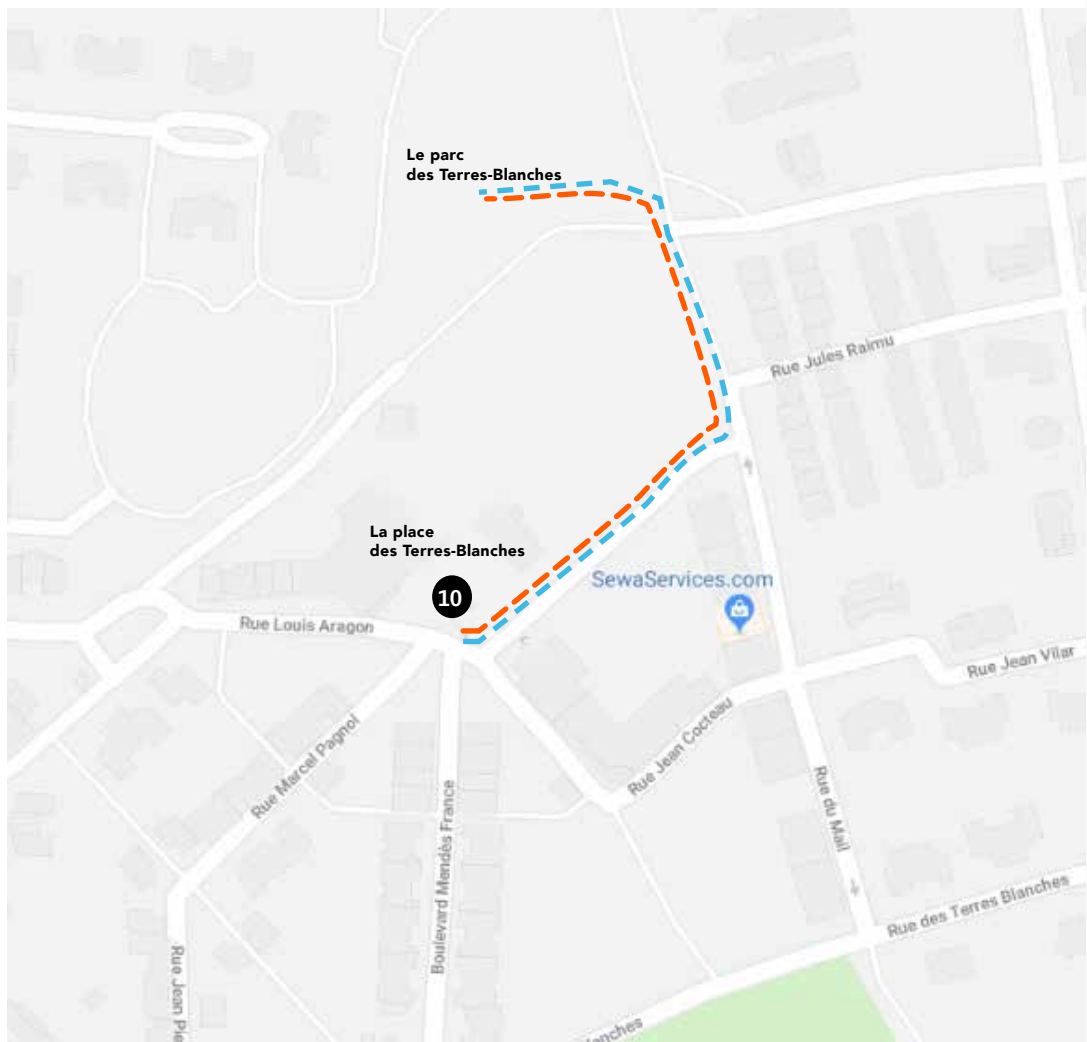 Le parc
des Terres-Blanches
Rue Jules Raimu
La place
des Terres-Blanches
10
SewaServices.com
Rue Louis Aragon
Rue Jean Vilar
Rue Marcel Pagnol
Rue Jean Cocteau
Boulevard Mendès France
Rue du Mail
Rue des Terres Blanches
Rue Jean